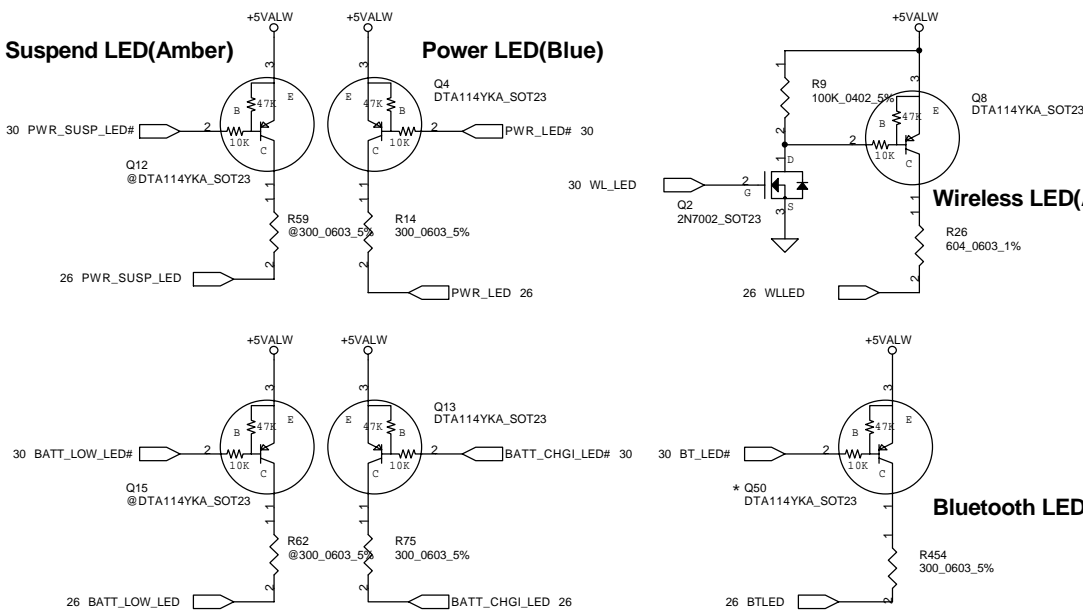 +5VALW
+5VALW
Suspend LED(Amber)
Power LED(Blue)
3
3
Q4
DTA114YKA_SOT23
47K
E
B
E
47K
B
30 PWR_SUSP_LED#
2
10K
C
C
10K
2
PWR_LED# 30
Q12
@DTA114YKA_SOT23
1
1
1
1
R59
@300_0603_5%
R14
300_0603_5%
2
2
26 PWR_SUSP_LED
PWR_LED 26
+5VALW
1
3
R9
100K_0402_5%
47K
E
B
Q8
DTA114YKA_SOT23
2
2
10K
C
1
D
30 WL_LED
2
G
3
S
Q2
2N7002_SOT23
1
1
Wireless LED(
R26
604_0603_1%
2
26 WLLED
+5VALW
+5VALW
3
3
Q13
DTA114YKA_SOT23
47K
E
B
E
47K
B
30 BATT_LOW_LED#
2
10K
C
C
10K
2
BATT_CHGI_LED# 30
Q15
@DTA114YKA_SOT23
1
1
1
1
R62
@300_0603_5%
R75
300_0603_5%
2
2
26 BATT_LOW_LED
BATT_CHGI_LED 26
+5VALW
3
47K
E
B
30 BT_LED#
2
10K
C
* Q50
DTA114YKA_SOT23
1
Bluetooth LED
1
R454
300_0603_5%
2
26 BTLED